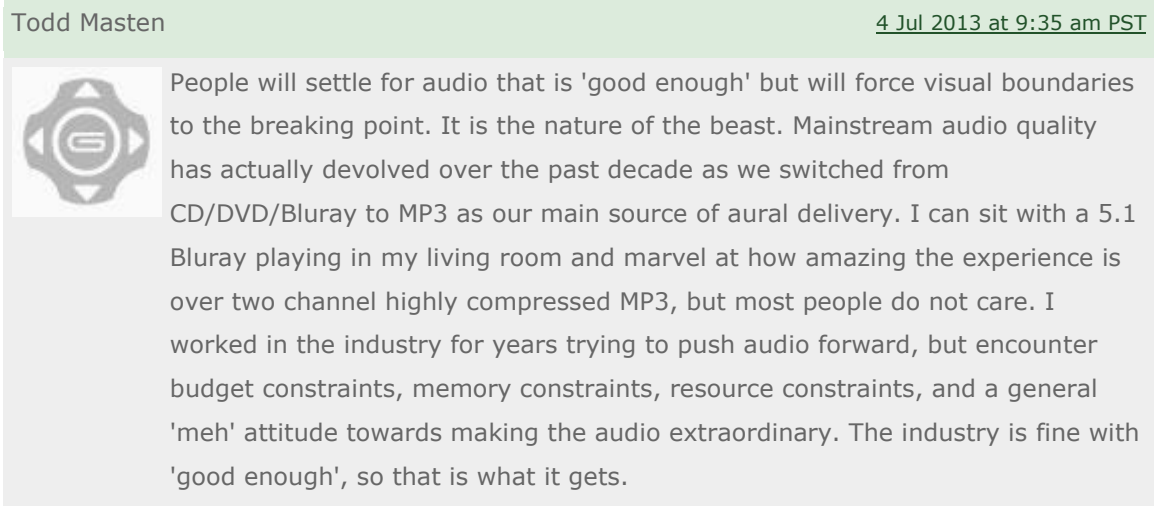 Todd Masten
4 Jul 2013 at 9:35 am PST
People will settle for audio that is 'good enough' but will force visual boundaries
to the breaking point. It is the nature of the beast. Mainstream audio quality
has actually devolved over the past decade as we switched from
CD/DVD/Bluray to MP3 as our main source of aural delivery. I can sit with a 5.1
Bluray playing in my living room and marvel at how amazing the experience is
over two channel highly compressed MP3, but most people do not care. I
worked in the industry for years trying to push audio forward, but encounter
budget constraints, memory constraints, resource constraints, and a general
'meh' attitude towards making the audio extraordinary. The industry is fine with
'good enough', so that is what it gets.